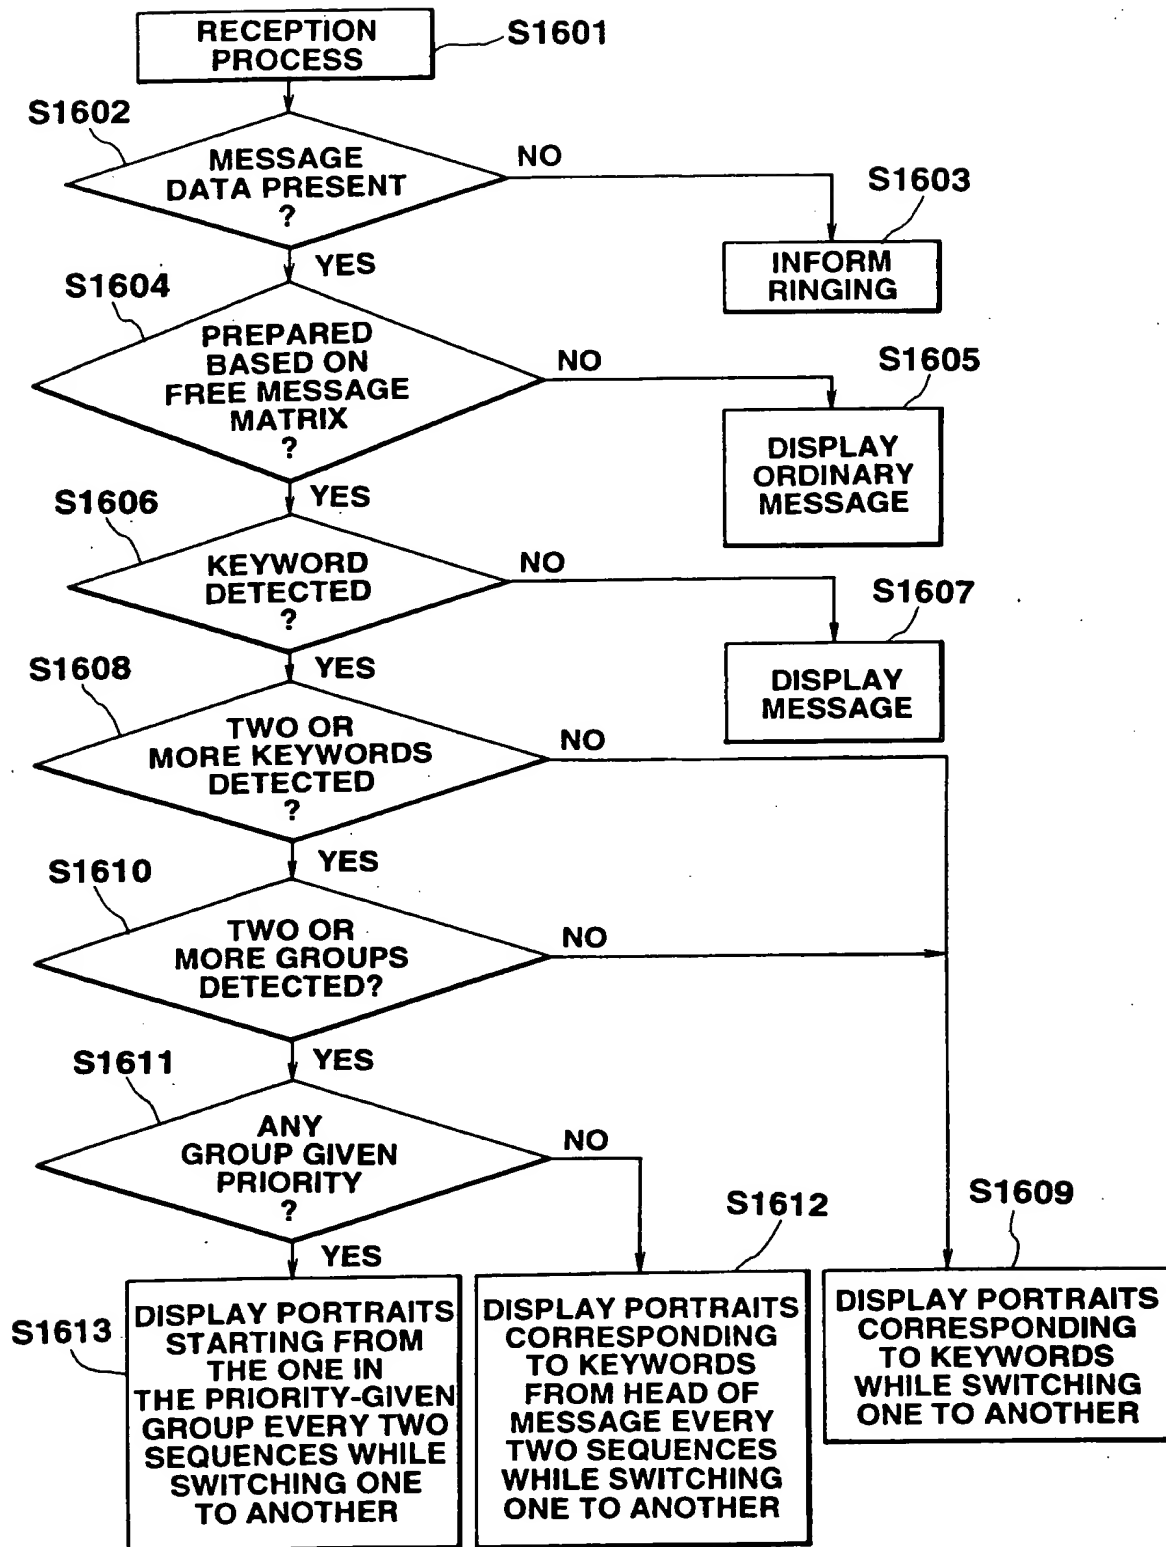 RECEPTION
PROCESS
S1601
S1602
MESSAGE
DATA PRESENT
?
NO
YES
S1603
INFORM
RINGING
S1604
PREPARED
BASED ON
FREE MESSAGE
MATRIX
?
NO
YES
S1605
DISPLAY
ORDINARY
MESSAGE
S1606
KEYWORD
DETECTED
?
NO
YES
S1607
DISPLAY
MESSAGE
S1608
TWO OR
MORE KEYWORDS
DETECTED
?
NO
YES
S1610
TWO OR
MORE GROUPS
DETECTED?
NO
YES
S1611
ANY
GROUP GIVEN
PRIORITY
?
NO
YES
S1613
DISPLAY PORTRAITS
STARTING FROM
THE ONE IN
THE PRIORITY-GIVEN
GROUP EVERY TWO
SEQUENCES WHILE
SWITCHING ONE
TO ANOTHER
S1612
DISPLAY PORTRAITS
CORRESPONDING
TO KEYWORDS
FROM HEAD OF
MESSAGE EVERY
TWO SEQUENCES
WHILE SWITCHING
ONE TO ANOTHER
S1609
DISPLAY PORTRAITS
CORRESPONDING
TO KEYWORDS
WHILE SWITCHING
ONE TO ANOTHER